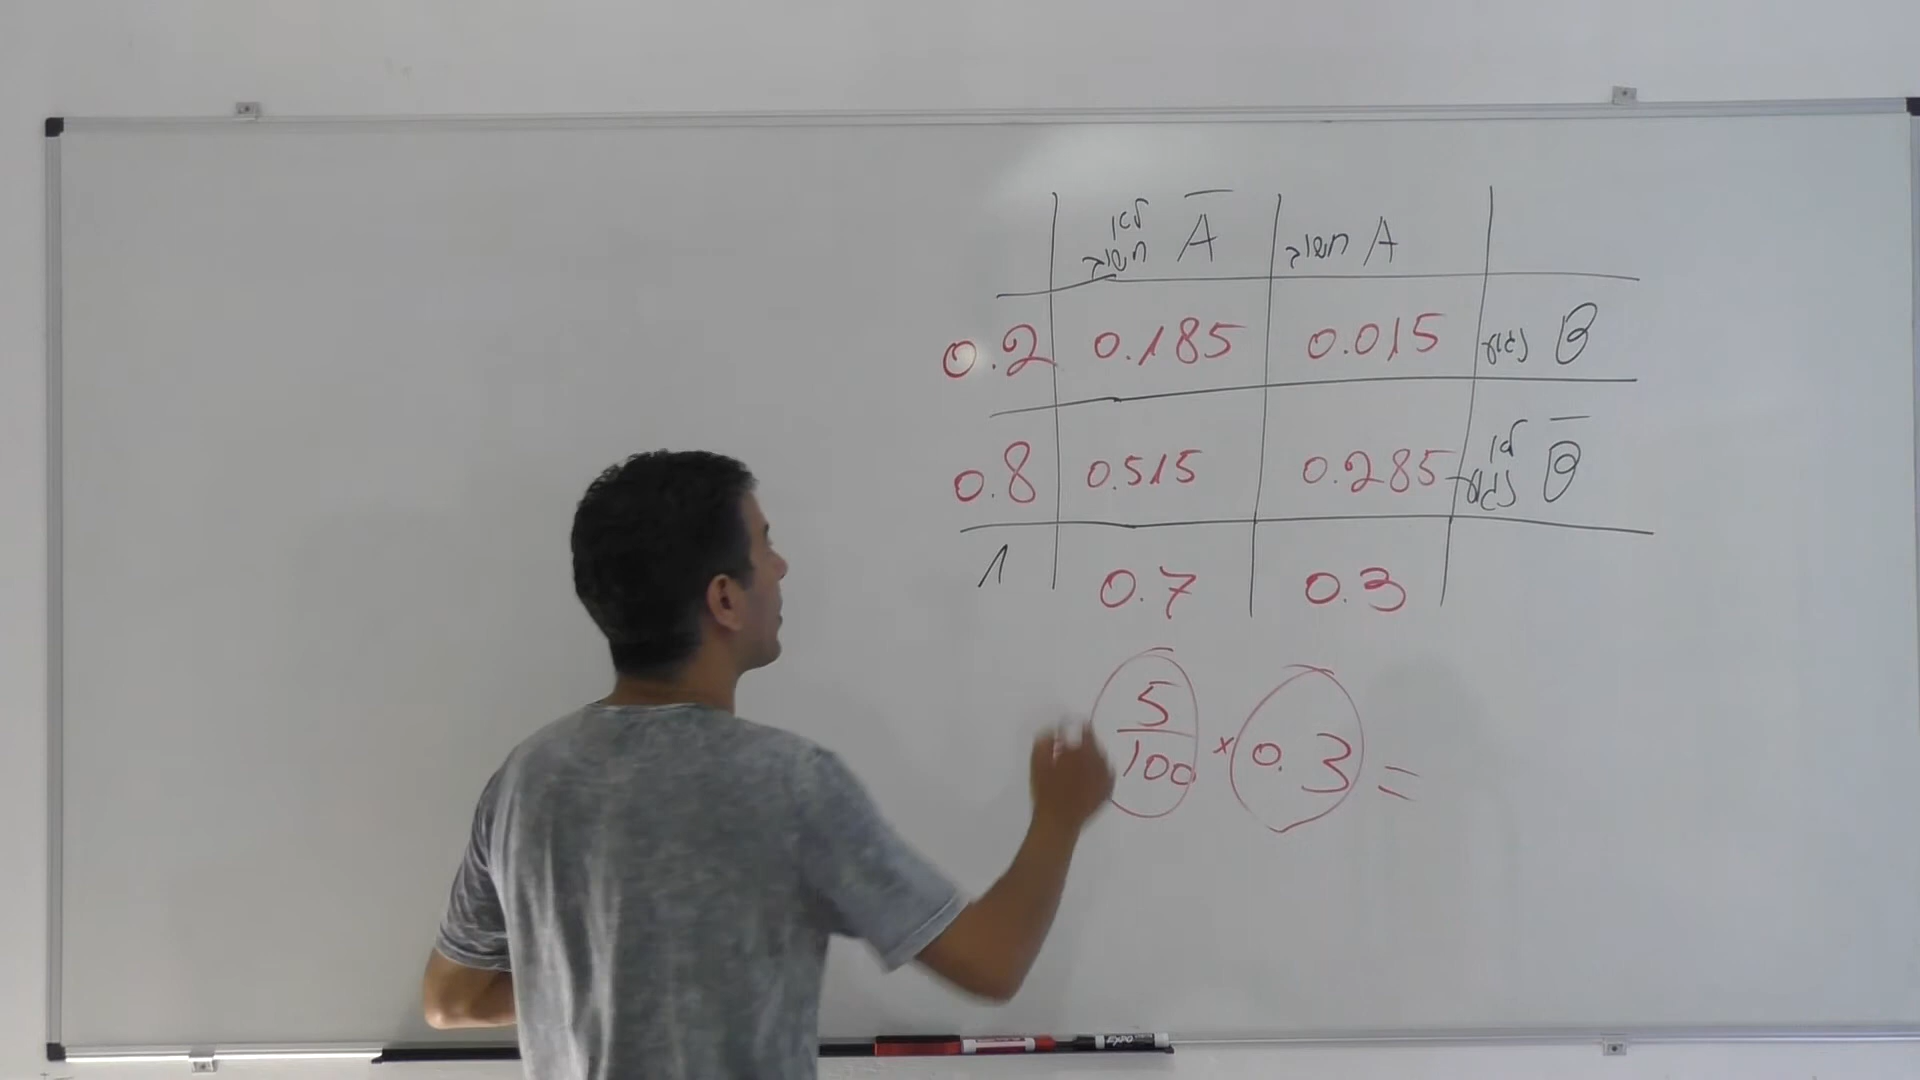 חשוב A לא חשוב Ā
B נגוע 0.015 0.185 0.2
B̄ לא נגוע 0.285 0.515 0.8
0.3 0.7 1
5/100 × 0.3 =
EXPO